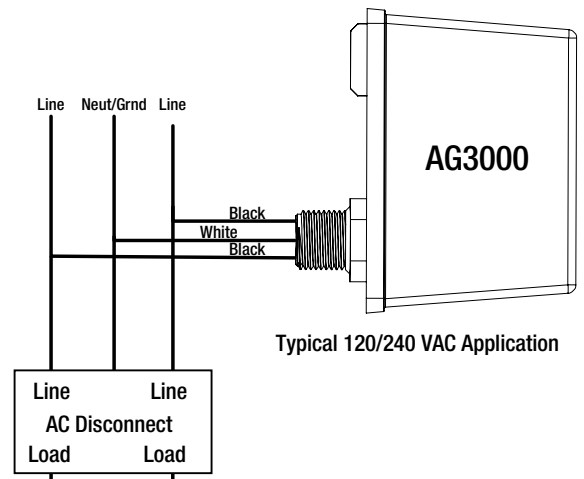 Line Neut/Grnd Line
AG3000
Black
White
Black
Typical 120/240 VAC Application
Line Line
AC Disconnect
Load Load